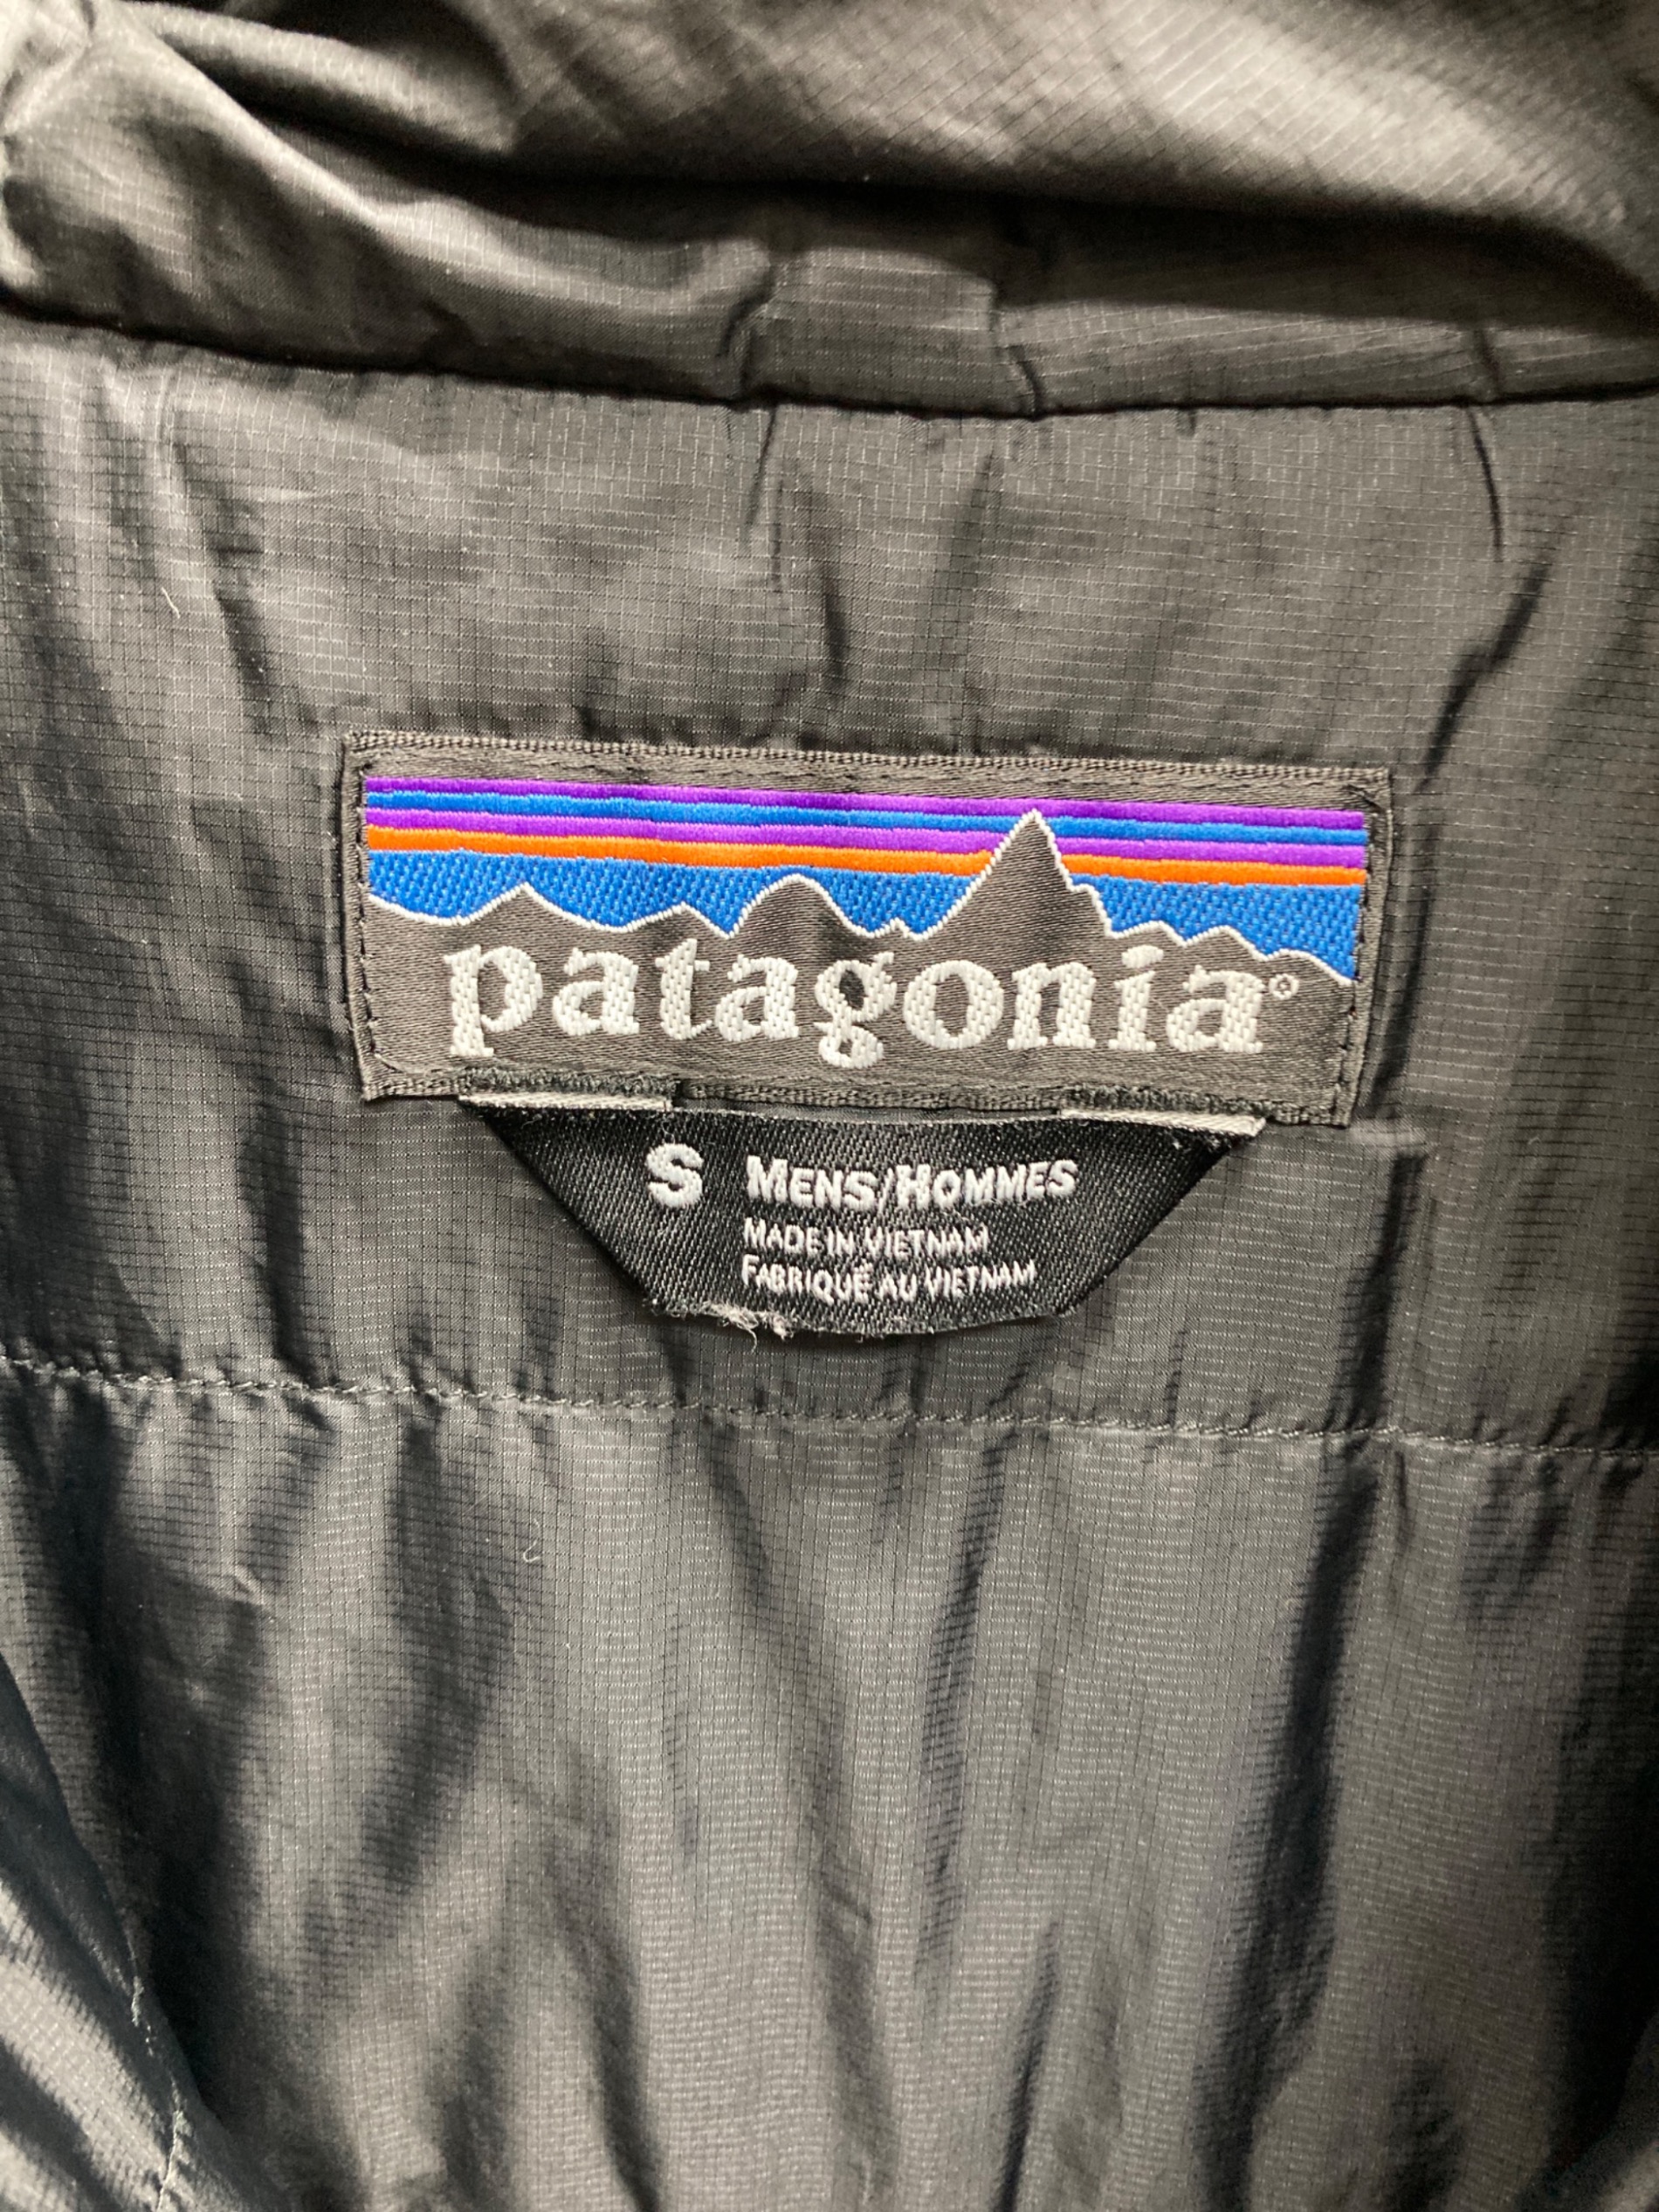 patagonia®
S MENS/HOMMES
MADE IN VIETNAM
FABRIQUÉ AU VIETNAM